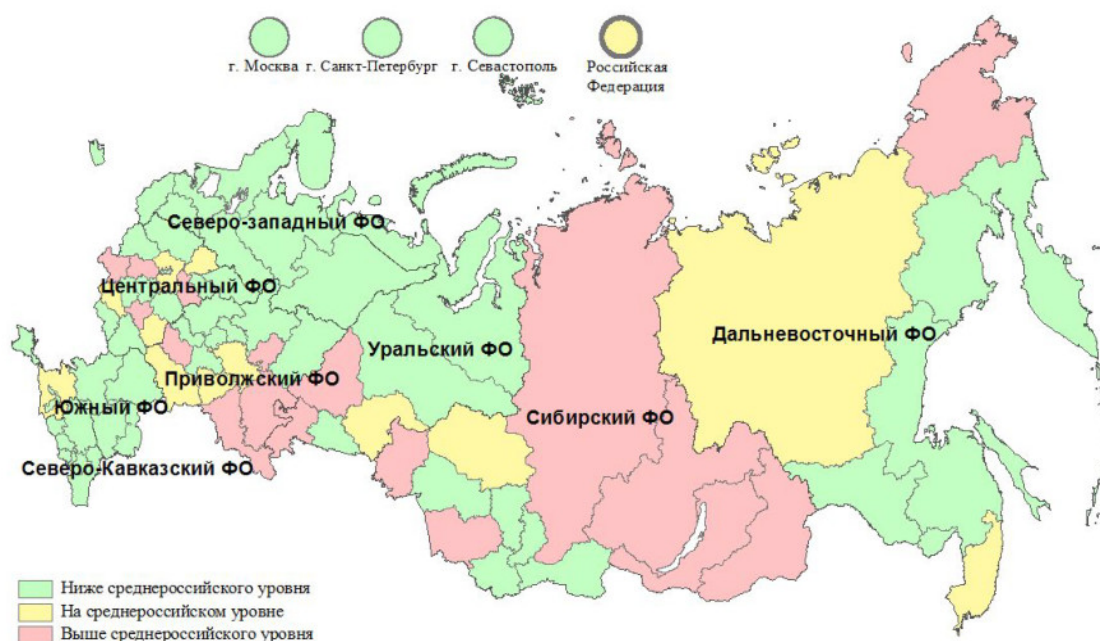 г. Москва
г. Санкт-Петербург
г. Севастополь
Российская
Федерация
Северо-западный ФО
Центральный ФО
Уральский ФО
Дальневосточный ФО
Приволжский ФО
Сибирский ФО
Южный ФО
Северо-Кавказский ФО
Ниже среднероссийского уровня
На среднероссийском уровне
Выше среднероссийского уровня